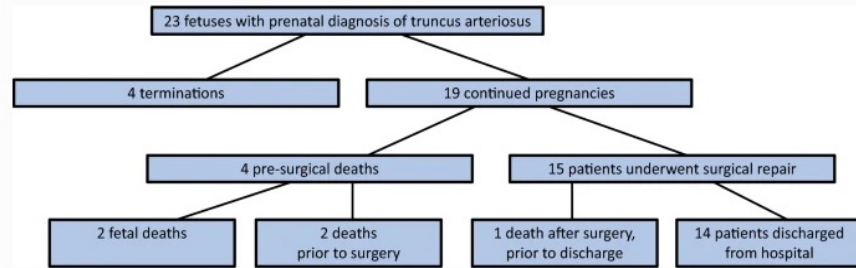 23 fetuses with prenatal diagnosis of truncus arteriosus
4 terminations
19 continued pregnancies
4 pre-surgical deaths
15 patients underwent surgical repair
2 fetal deaths
2 deaths
prior to surgery
1 death after surgery,
prior to discharge
14 patients discharged
from hospital